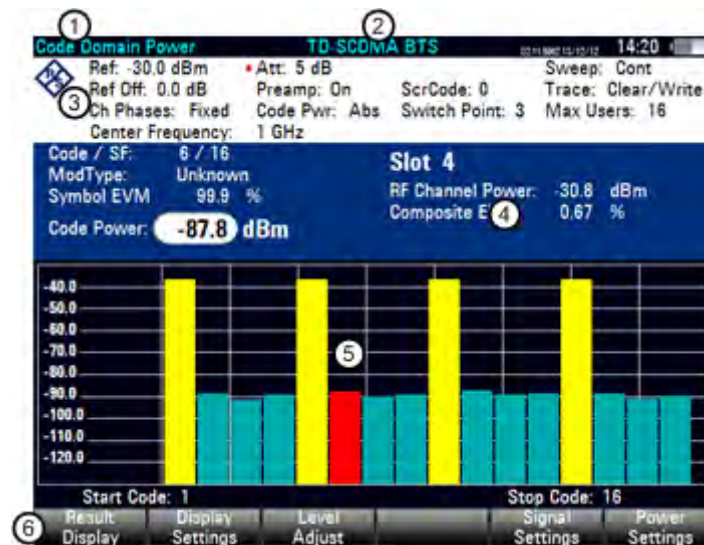 1 2
Code Domain Power TD-SCDMA BTS 14:20
Ref: -30.0 dBm Att: 5 dB Sweep: Cont
3 Ref Off: 0.0 dB Preamp: On ScrCode: 0 Trace: Clear/Write
Ch Phases: Fixed Code Pwr: Abs Switch Point: 3 Max Users: 16
Center Frequency: 1 GHz
Code / SF: 6 / 16 Slot 4
ModType: Unknown RF Channel Power: -30.8 dBm
Symbol EVM 99.9 % Composite E 4 0.67 %
Code Power: -87.8 dBm
-40.0
-50.0
-60.0
-70.0
5
-80.0
-90.0
-100.0
-110.0
-120.0
Start Code: 1 Stop Code: 16
6 Result Display Level Signal Power
Display Settings Adjust Settings Settings